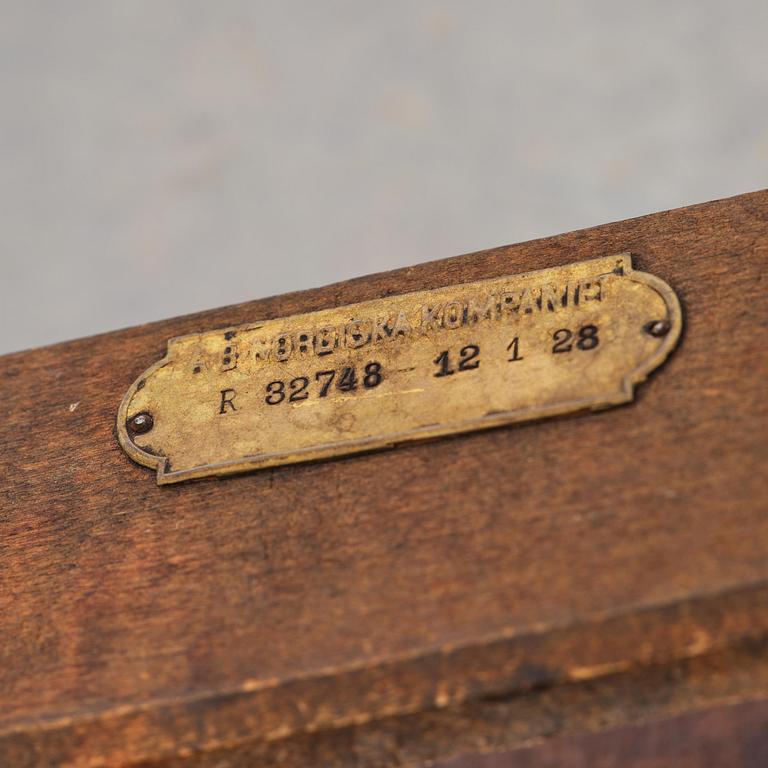 A B NORDISKA KOMPANIET
R 32748 - 12 1 28